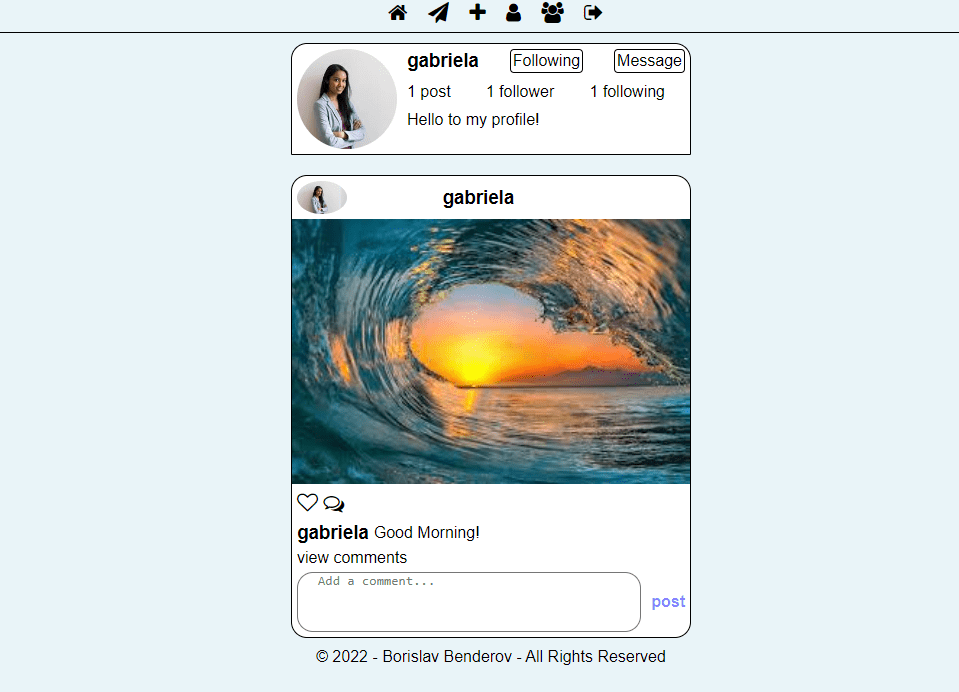 gabriela Following Message
1 post 1 follower 1 following
Hello to my profile!
gabriela
gabriela Good Morning!
view comments
Add a comment...
post
© 2022 - Borislav Benderov - All Rights Reserved